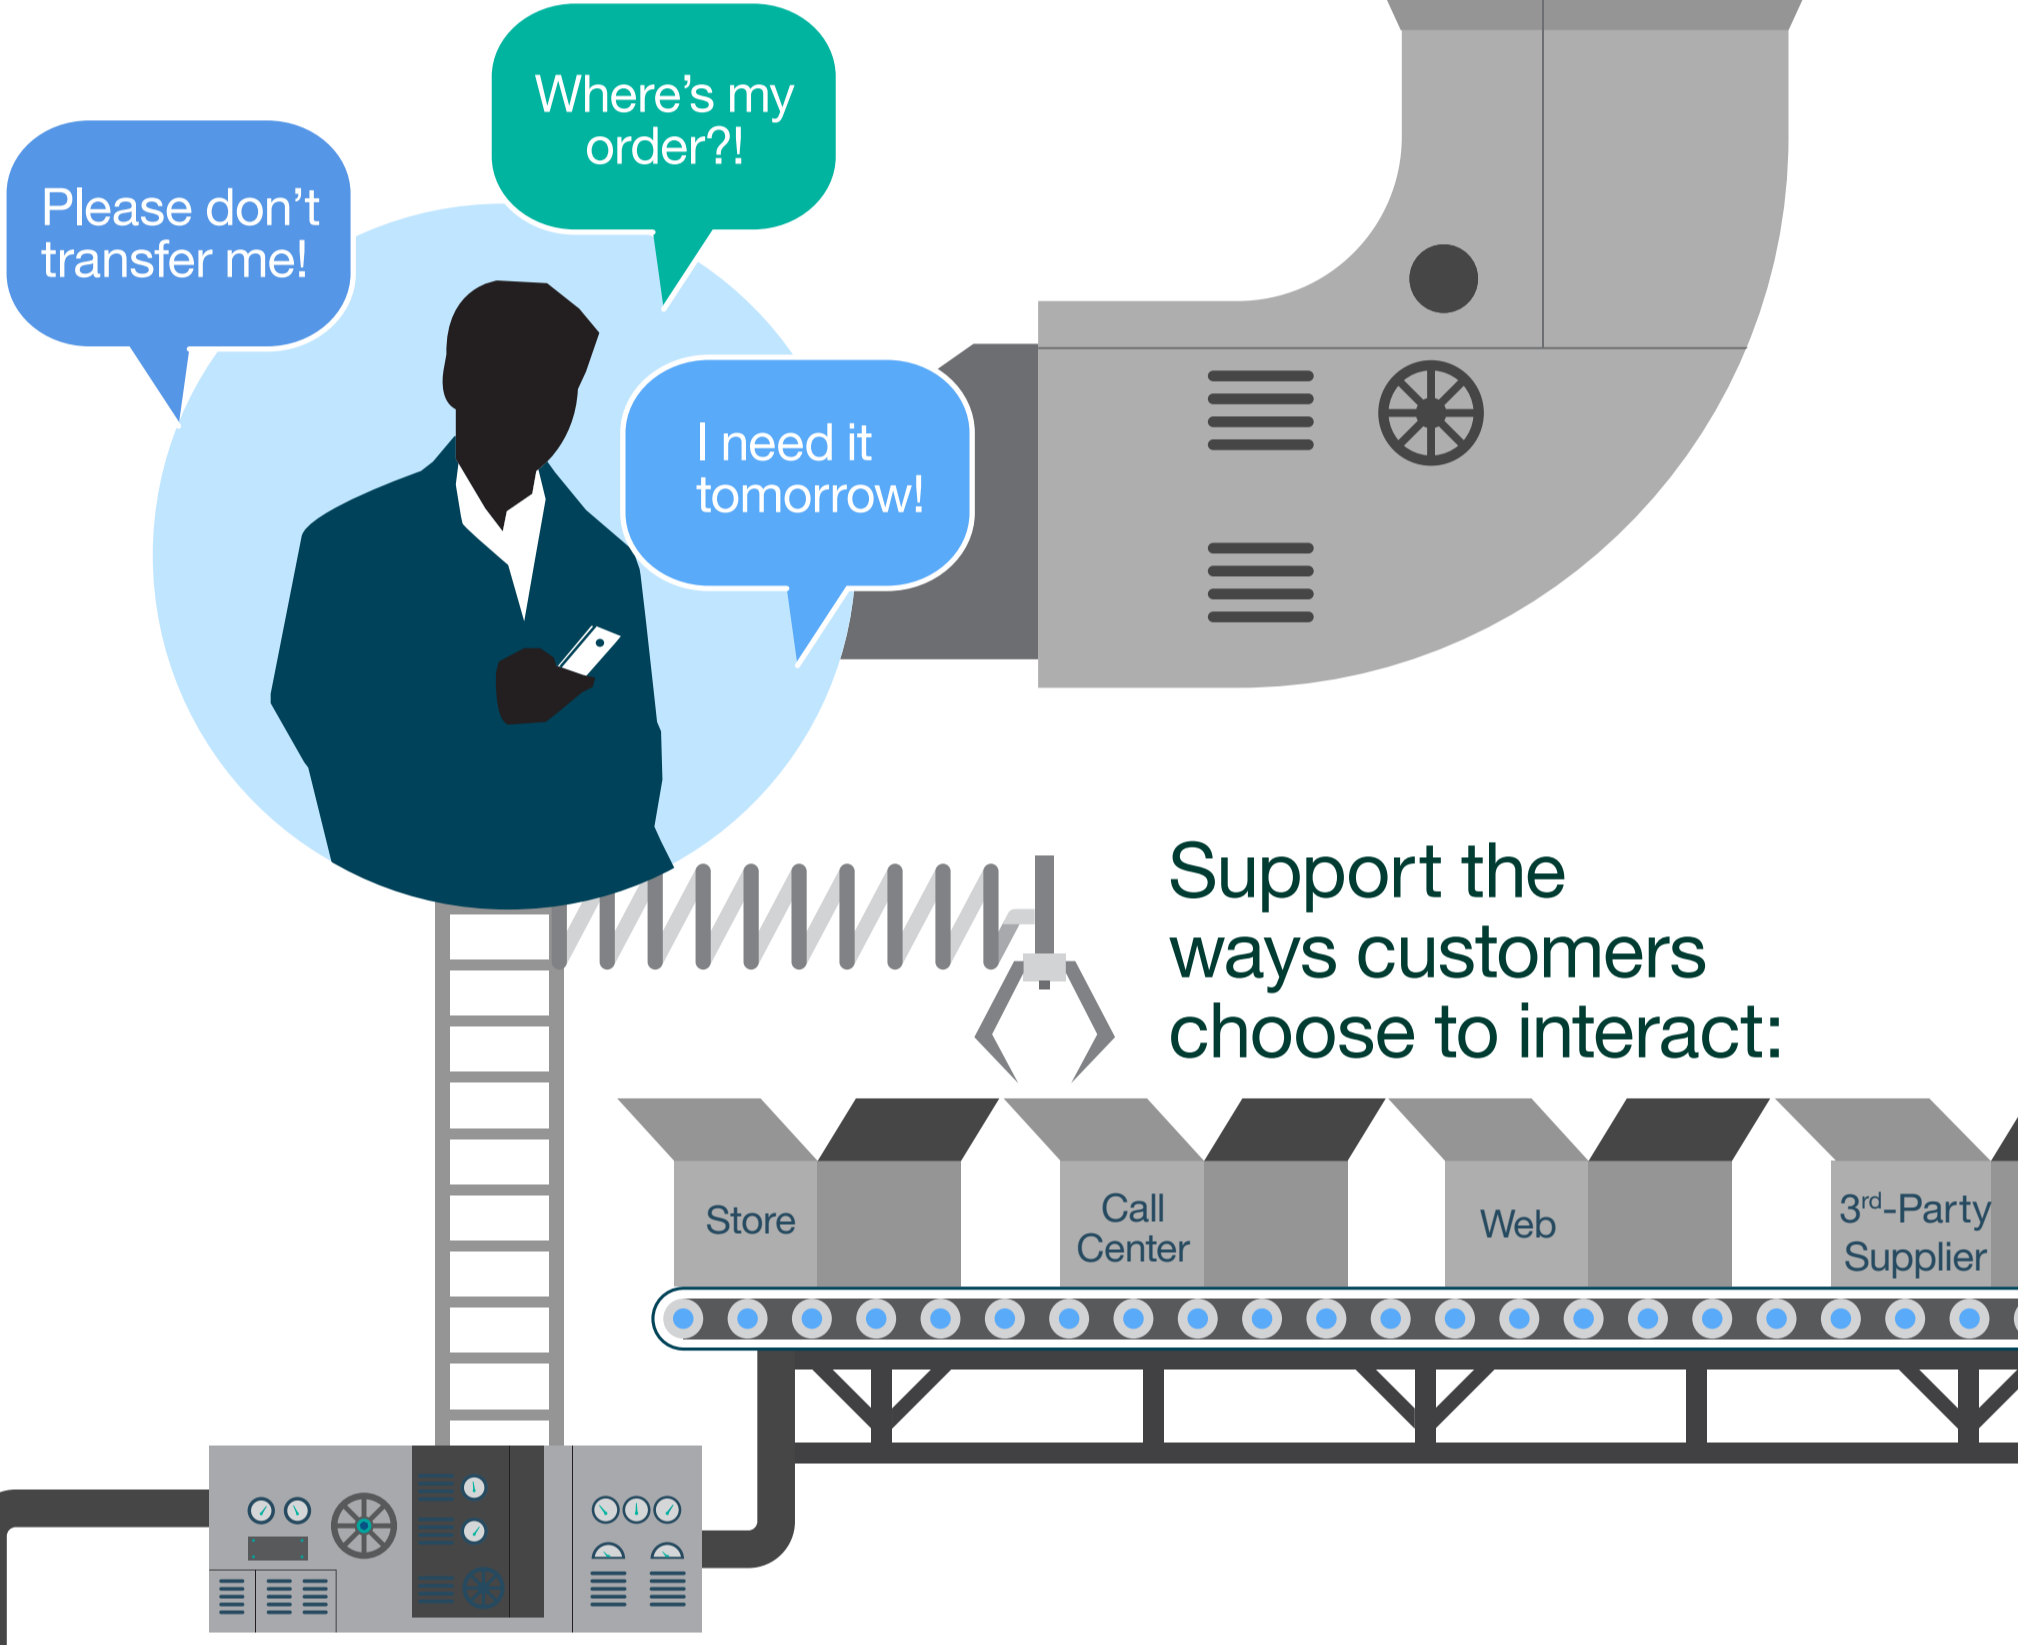 Where's my
order?!
Please don't
transfer me!
I need it
tomorrow!
Support the
ways customers
choose to interact:
Store
Call
Center
Web
3rd-Party
Supplier